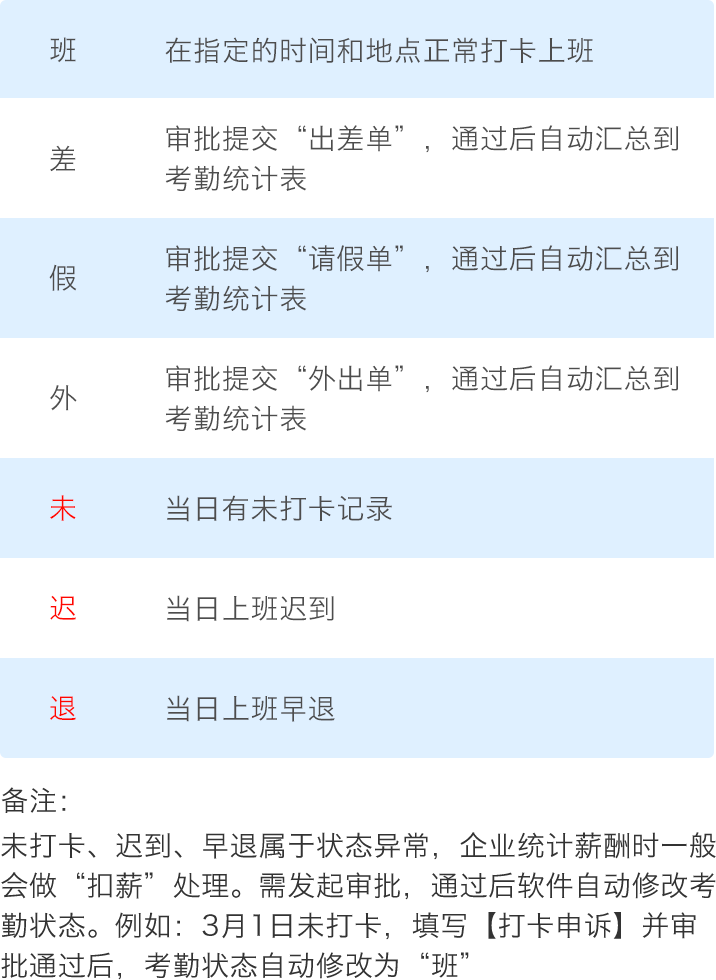 班 在指定的时间和地点正常打卡上班
差 审批提交“出差单”，通过后自动汇总到
考勤统计表
假 审批提交“请假单”，通过后自动汇总到
考勤统计表
外 审批提交“外出单”，通过后自动汇总到
考勤统计表
未 当日有未打卡记录
迟 当日上班迟到
退 当日上班早退
备注：
未打卡、迟到、早退属于状态异常，企业统计薪酬时一般
会做“扣薪”处理。需发起审批，通过后软件自动修改考
勤状态。例如：3月1日未打卡，填写【打卡申诉】并审
批通过后，考勤状态自动修改为“班”